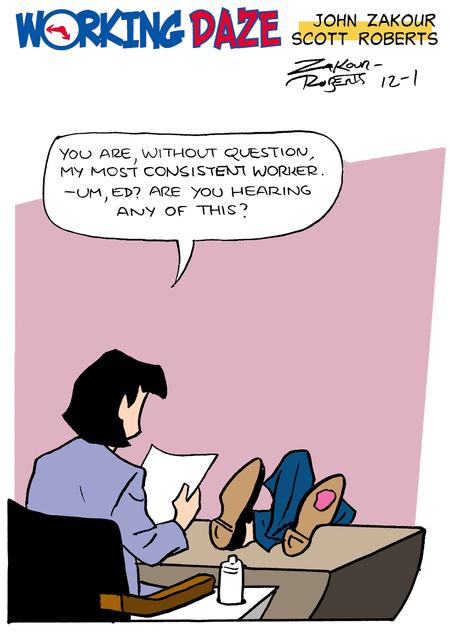 WORKING DAZE
JOHN ZAKOUR
SCOTT ROBERTS
ZAKOUR-
ROBERTS 12-1
YOU ARE, WITHOUT QUESTION,
MY MOST CONSISTENT WORKER.
-UM, ED? ARE YOU HEARING
ANY OF THIS?